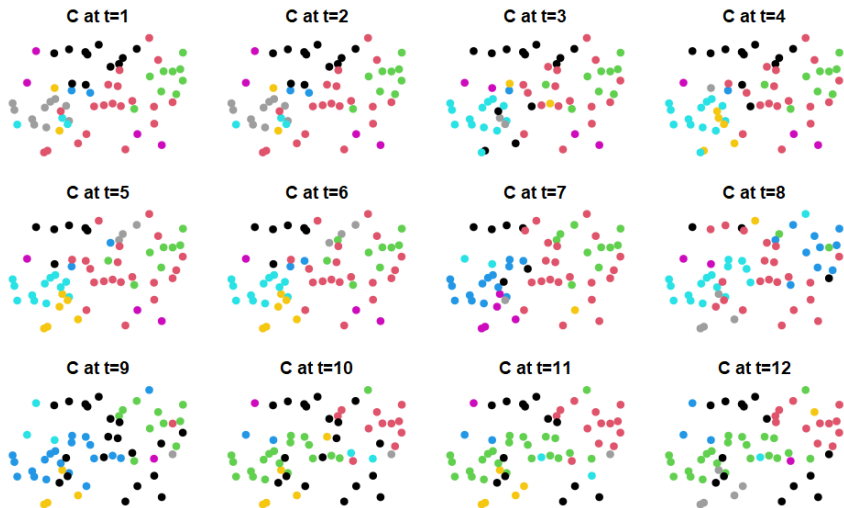 C at t=1
C at t=2
C at t=3
C at t=4
C at t=5
C at t=6
C at t=7
C at t=8
C at t=9
C at t=10
C at t=11
C at t=12